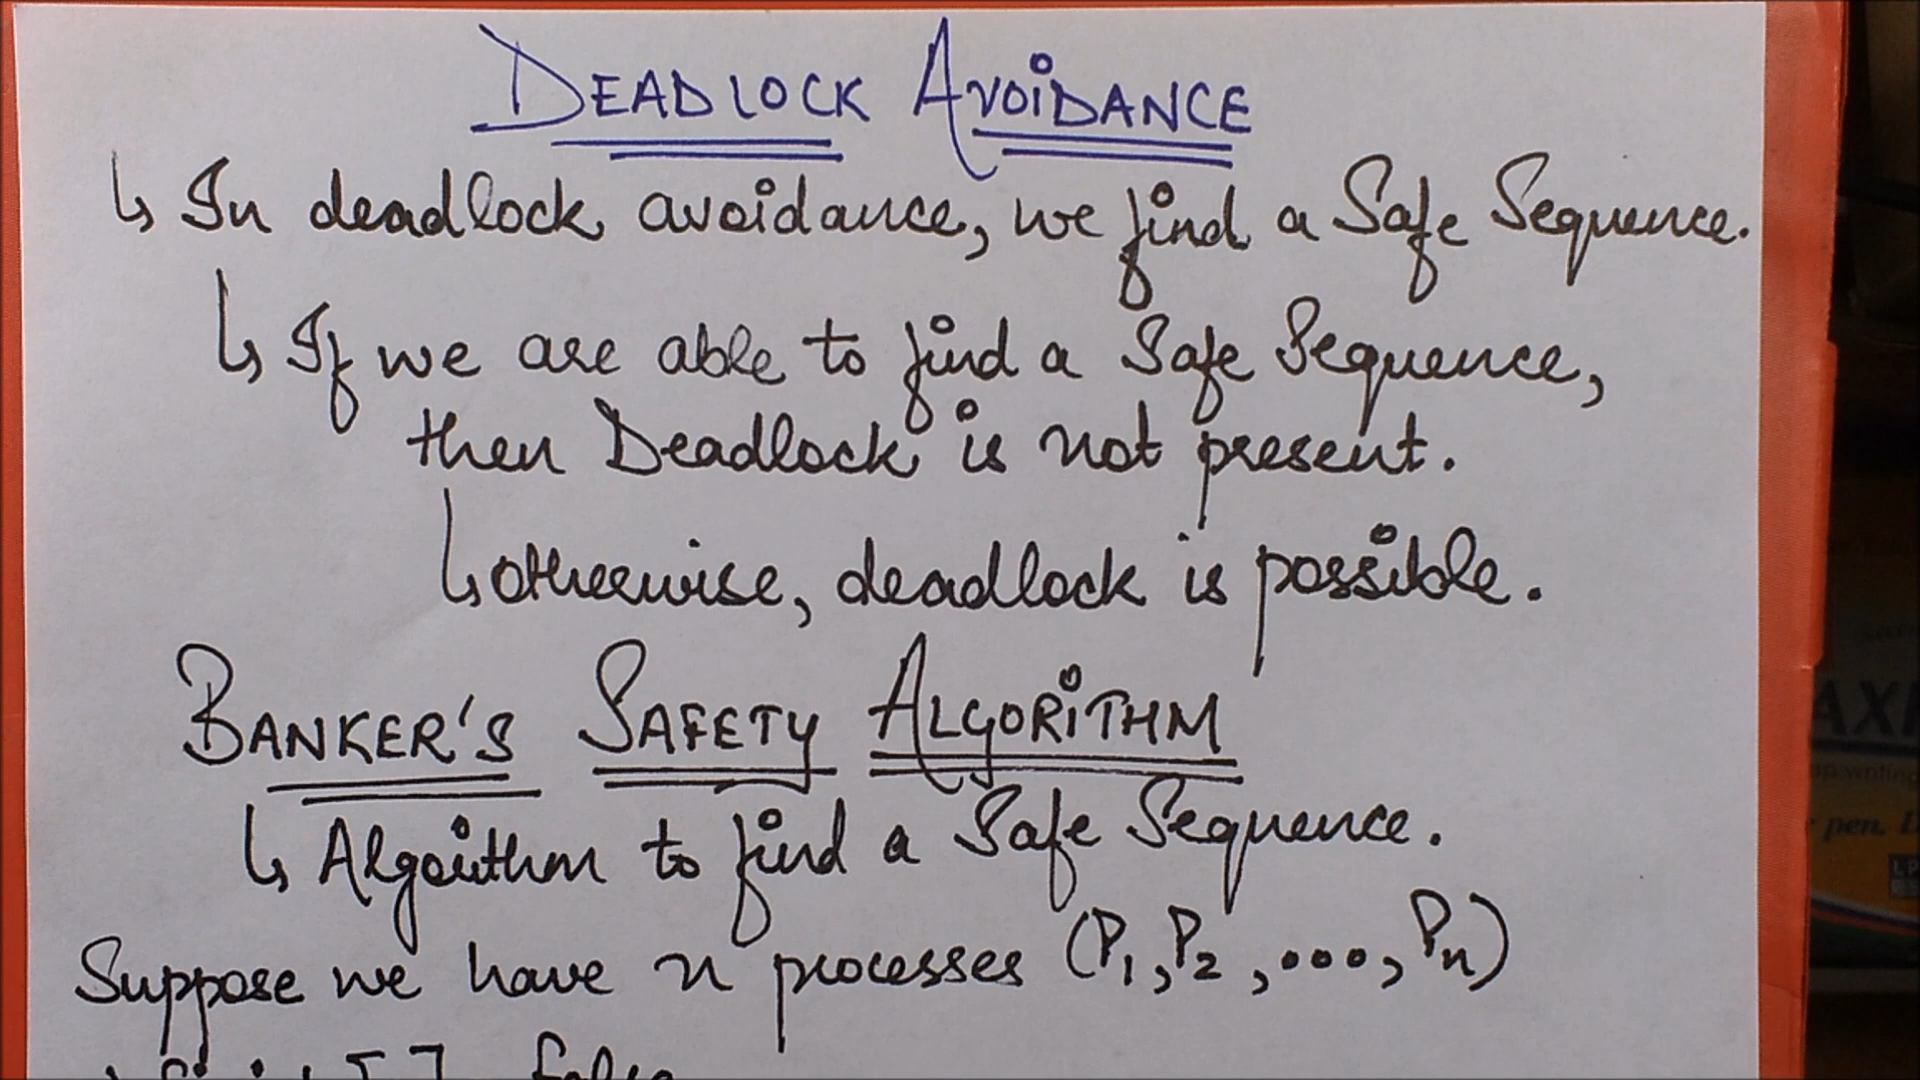 DEADLOCK AVOIDANCE
↳ In deadlock avoidance, we find a Safe Sequence.
↳ If we are able to find a Safe Sequence,
then Deadlock is not present.
↳ otherwise, deadlock is possible.
BANKER'S SAFETY ALGORITHM
↳ Algorithm to find a Safe Sequence.
Suppose we have n processes (P1, P2, ..., Pn)
AXI
pen.